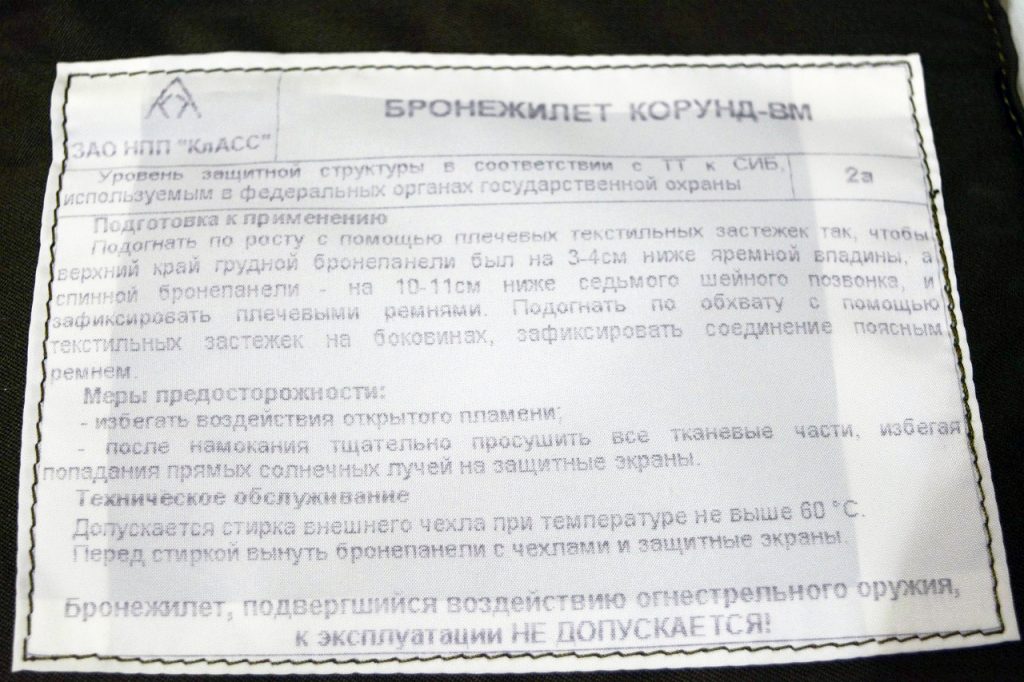 БРОНЕЖИЛЕТ КОРУНД-ВМ
ЗАО НПП "КлАСС"
Уровень защитной структуры в соответствии с ТТ к СИБ,
используемым в федеральных органах государственной охраны
2а
Подготовка к применению
Подогнать по росту с помощью плечевых текстильных застежек так, чтобы
верхний край грудной бронепанели был на 3-4см ниже яремной впадины, а
спинной бронепанели - на 10-11см ниже седьмого шейного позвонка, и
зафиксировать плечевыми ремнями. Подогнать по обхвату с помощью
текстильных застежек на боковинах, зафиксировать соединение поясным
ремнем.
Меры предосторожности:
- избегать воздействия открытого пламени;
- после намокания тщательно просушить все тканевые части, избегая
попадания прямых солнечных лучей на защитные экраны.
Техническое обслуживание
Допускается стирка внешнего чехла при температуре не выше 60 °С.
Перед стиркой вынуть бронепанели с чехлами и защитные экраны.
Бронежилет, подвергшийся воздействию огнестрельного оружия,
к эксплуатации НЕ ДОПУСКАЕТСЯ!